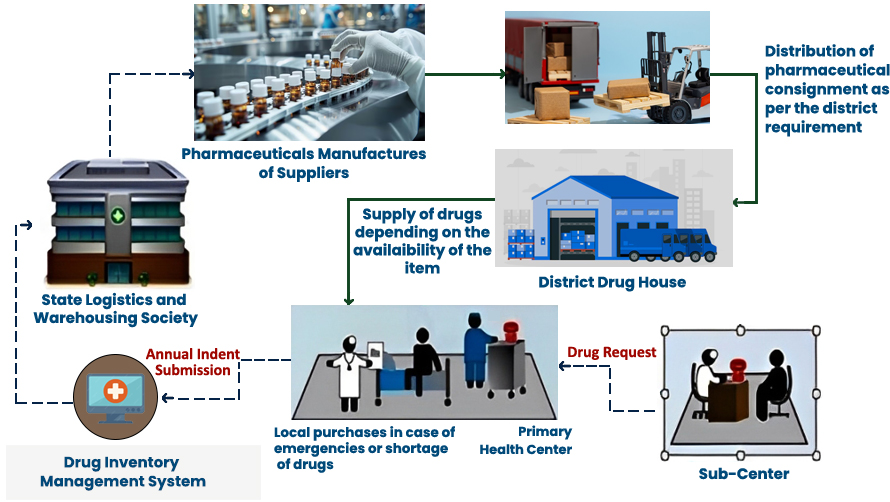 Distribution of
pharmaceutical
consignment as
per the district
requirement
Pharmaceuticals Manufactures
of Suppliers
Supply of drugs
depending on the
availaibility of the
item
District Drug House
State Logistics and
Warehousing Society
Annual Indent
Submission
Drug Request
Local purchases in case of
emergencies or shortage
of drugs
Primary
Health Center
Drug Inventory
Management System
Sub-Center